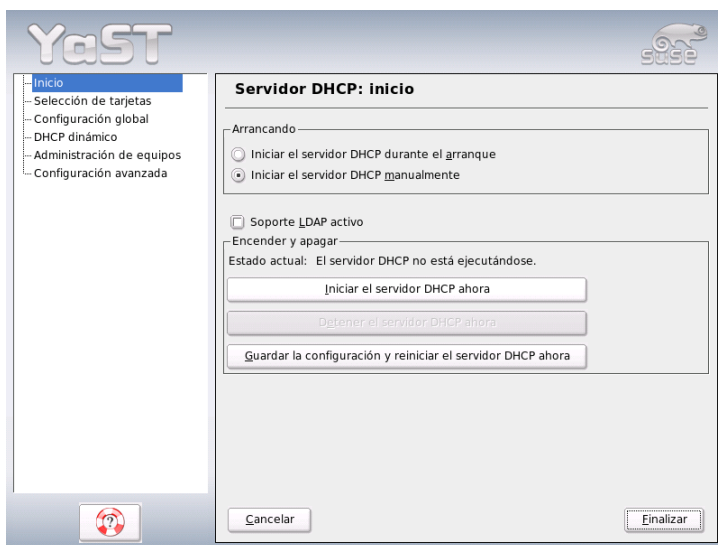 YaST
SUSE
Inicio
Selección de tarjetas
Configuración global
DHCP dinámico
Administración de equipos
Configuración avanzada
Servidor DHCP: inicio
Arrancando
Iniciar el servidor DHCP durante el arranque
Iniciar el servidor DHCP manualmente
Soporte LDAP activo
Encender y apagar
Estado actual: El servidor DHCP no está ejecutándose.
Iniciar el servidor DHCP ahora
Detener el servidor DHCP ahora
Guardar la configuración y reiniciar el servidor DHCP ahora
?
Cancelar
Finalizar